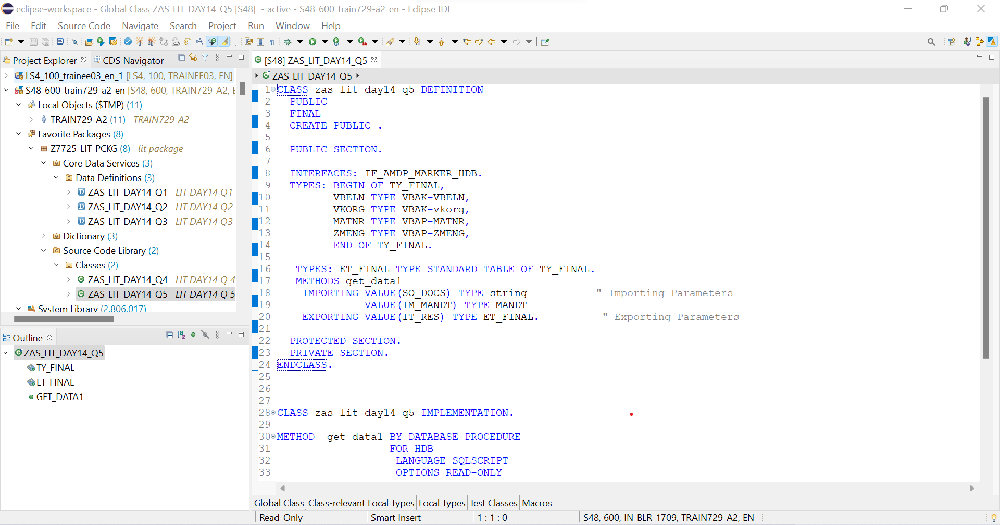 eclipse-workspace - Global Class ZAS_LIT_DAY14_Q5 [S48]  - active - S48_600_train729-a2_en - Eclipse IDE
File Edit Source Code Navigate Search Project Run Window Help
Project Explorer CDS Navigator
LS4_100_trainee03_en_1 [LS4, 100, TRAINEE03, EN]
S48_600_train729-a2_en [S48, 600, TRAIN729-A2, E
Local Objects ($TMP) (11)
TRAIN729-A2 (11) TRAIN729-A2
Favorite Packages (8)
Z7725_LIT_PCKG (8) lit package
Core Data Services (3)
Data Definitions (3)
ZAS_LIT_DAY14_Q1 LIT DAY14 Q1
ZAS_LIT_DAY14_Q2 LIT DAY14 Q2
ZAS_LIT_DAY14_Q3 LIT DAY14 Q3
Dictionary (3)
Source Code Library (2)
Classes (2)
ZAS_LIT_DAY14_Q4 LIT DAY14 Q 4
ZAS_LIT_DAY14_Q5 LIT DAY14 Q 5
System Library (2,806,017)
Outline
ZAS_LIT_DAY14_Q5
TY_FINAL
ET_FINAL
GET_DATA1
[S48] ZAS_LIT_DAY14_Q5
ZAS_LIT_DAY14_Q5
1 CLASS zas_lit_day14_q5 DEFINITION
2 PUBLIC
3 FINAL
4 CREATE PUBLIC .
5
6 PUBLIC SECTION.
7
8 INTERFACES: IF_AMDP_MARKER_HDB.
9 TYPES: BEGIN OF TY_FINAL,
10 VBELN TYPE VBAK-VBELN,
11 VKORG TYPE VBAK-vkorg,
12 MATNR TYPE VBAP-MATNR,
13 ZMENG TYPE VBAP-ZMENG,
14 END OF TY_FINAL.
15
16 TYPES: ET_FINAL TYPE STANDARD TABLE OF TY_FINAL.
17 METHODS get_data1
18 IMPORTING VALUE(SO_DOCS) TYPE string " Importing Parameters
19 VALUE(IM_MANDT) TYPE MANDT
20 EXPORTING VALUE(IT_RES) TYPE ET_FINAL. " Exporting Parameters
21
22 PROTECTED SECTION.
23 PRIVATE SECTION.
24 ENDCLASS.
25
26
27
28 CLASS zas_lit_day14_q5 IMPLEMENTATION.
29
30 METHOD  get_data1 BY DATABASE PROCEDURE
31 FOR HDB
32 LANGUAGE SQLSCRIPT
33 OPTIONS READ-ONLY
Global Class Class-relevant Local Types Local Types Test Classes Macros
Read-Only Smart Insert 1 : 1 : 0 S48, 600, IN-BLR-1709, TRAIN729-A2, EN